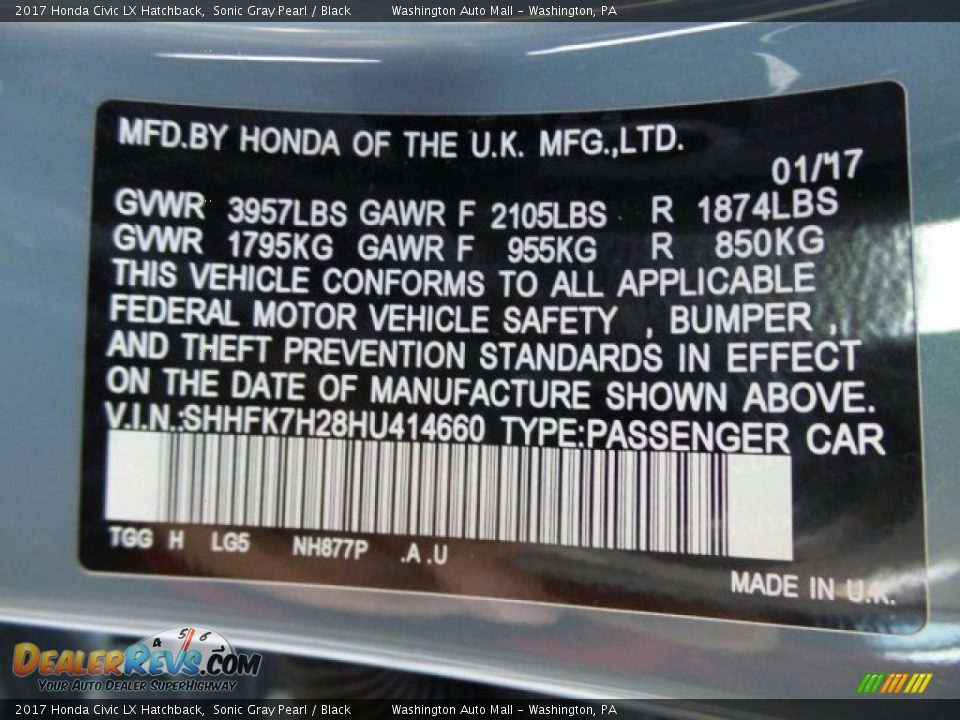 2017 Honda Civic LX Hatchback, Sonic Gray Pearl / Black Washington Auto Mall - Washington, PA
MFD.BY HONDA OF THE U.K. MFG.,LTD.
01/'17
GVWR 3957LBS GAWR F 2105LBS R 1874LBS
GVWR 1795KG GAWR F 955KG R 850KG
THIS VEHICLE CONFORMS TO ALL APPLICABLE
FEDERAL MOTOR VEHICLE SAFETY , BUMPER ,
AND THEFT PREVENTION STANDARDS IN EFFECT
ON THE DATE OF MANUFACTURE SHOWN ABOVE.
V.I.N.:SHHFK7H28HU414660 TYPE:PASSENGER CAR
TGG H LG5 NH877P .A .U
MADE IN U.K.
4 5 6
DealerRevs.com
Your Auto Dealer SuperHighway
2017 Honda Civic LX Hatchback, Sonic Gray Pearl / Black Washington Auto Mall - Washington, PA